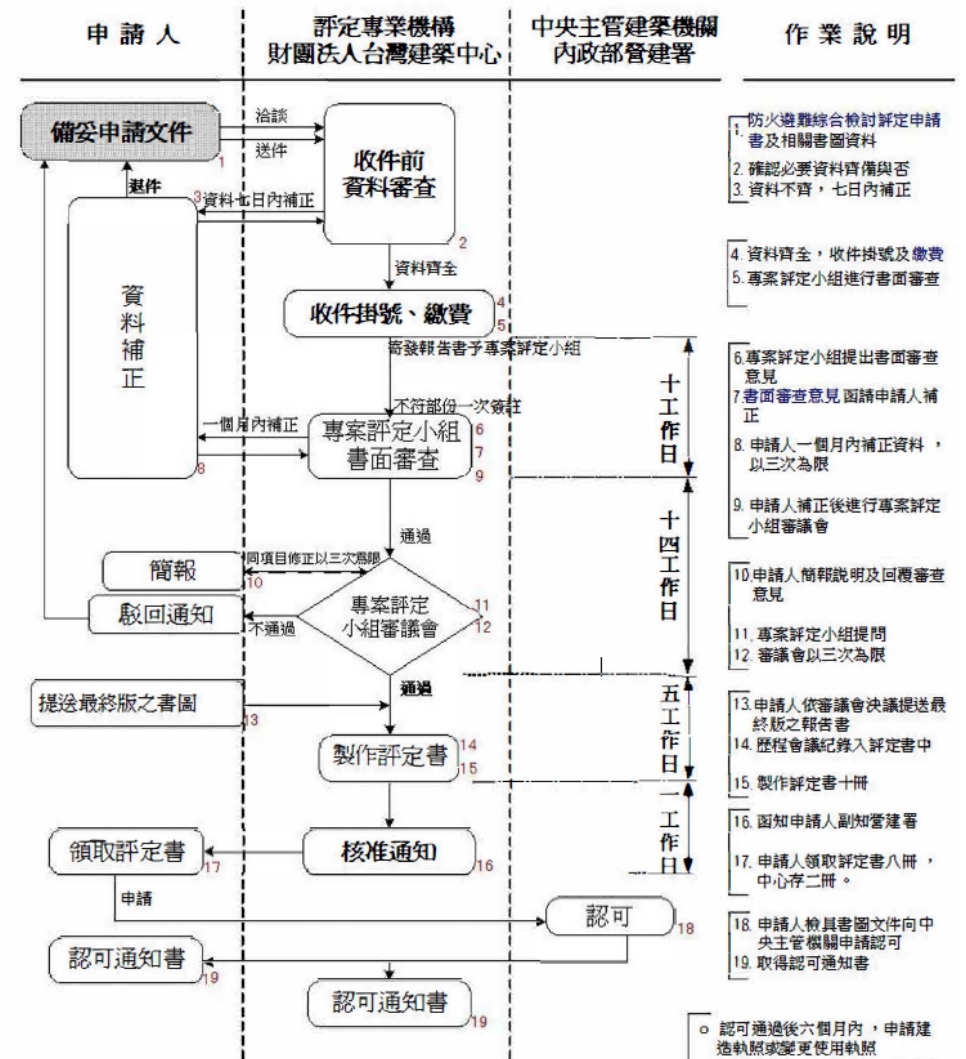 申請人
評定專業機構
財團法人台灣建築中心
中央主管建築機關
內政部營建署
作業說明
備妥申請文件
1
洽談
送件
收件前
資料審查
2
退件
3
資料七日內補正
資料補正
資料齊全
收件掛號、繳費
4
5
寄發報告書予專案評定小組
十工作日
不符部份一次簽註
一個月內補正
8
專案評定小組
書面審查
6
7
9
十四工作日
通過
簡報
10
同項目修正以三次為限
駁回通知
不通過
專案評定
小組審議會
11
12
通過
提送最終版之書圖
13
五工作日
製作評定書
14
15
一工作日
領取評定書
17
核准通知
16
申請
認可
18
認可通知書
19
認可通知書
19
1. 防火避難綜合檢討評定申請
書及相關書圖資料
2. 確認必要資料齊備與否
3. 資料不齊，七日內補正
4. 資料齊全，收件掛號及繳費
5. 專案評定小組進行書面審查
6.專案評定小組提出書面審查
意見
7.書面審查意見函請申請人補
正
8. 申請人一個月內補正資料，
以三次為限
9. 申請人補正後進行專案評定
小組審議會
10.申請人簡報說明及回覆審查
意見
11. 專案評定小組提問
12. 審議會以三次為限
13.申請人依審議會決議提送最
終版之報告書
14. 歷程會議紀錄入評定書中
15. 製作評定書十冊
16. 函知申請人副知營建署
17. 申請人領取評定書八冊，
中心存二冊。
18. 申請人檢具書圖文件向中
央主管機關申請認可
19. 取得認可通知書
o 認可通過後六個月內，申請建
造執照或變更使用執照